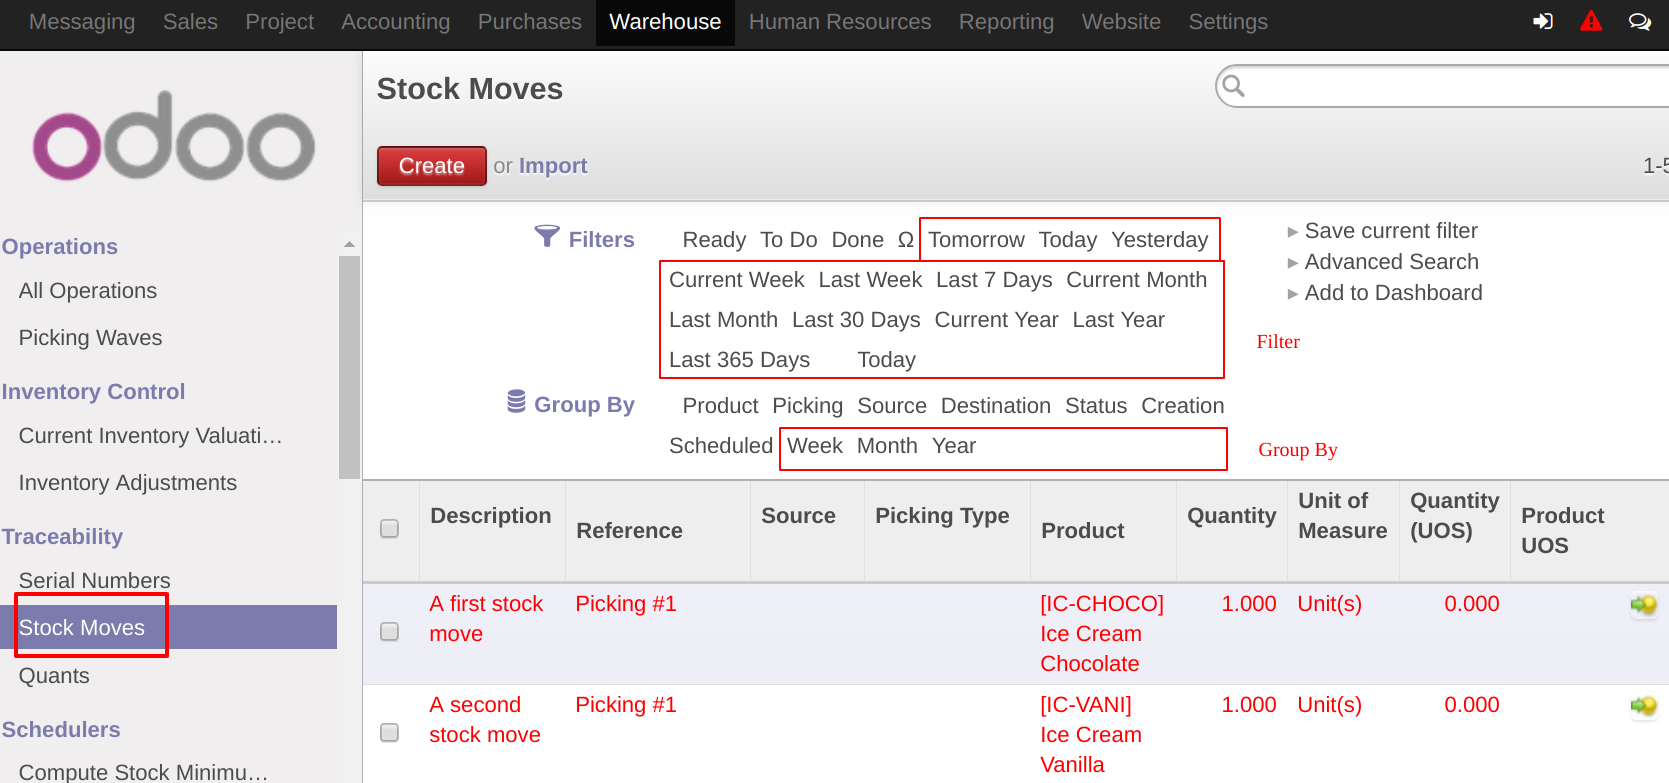 Messaging Sales Project Accounting Purchases Warehouse Human Resources Reporting Website Settings
odoo
Operations
All Operations
Picking Waves
Inventory Control
Current Inventory Valuati…
Inventory Adjustments
Traceability
Serial Numbers
Stock Moves
Quants
Schedulers
Compute Stock Minimu…
Stock Moves
Create or Import
1-5
Filters Ready To Do Done Ω Tomorrow Today Yesterday
Current Week Last Week Last 7 Days Current Month
Last Month Last 30 Days Current Year Last Year
Last 365 Days Today
Group By Product Picking Source Destination Status Creation
Scheduled Week Month Year
Save current filter
Advanced Search
Add to Dashboard
Filter
Group By
Description Reference Source Picking Type Product Quantity Unit of Measure Quantity (UOS) Product UOS
A first stock move Picking #1 [IC-CHOCO] Ice Cream Chocolate 1.000 Unit(s) 0.000
A second stock move Picking #1 [IC-VANI] Ice Cream Vanilla 1.000 Unit(s) 0.000